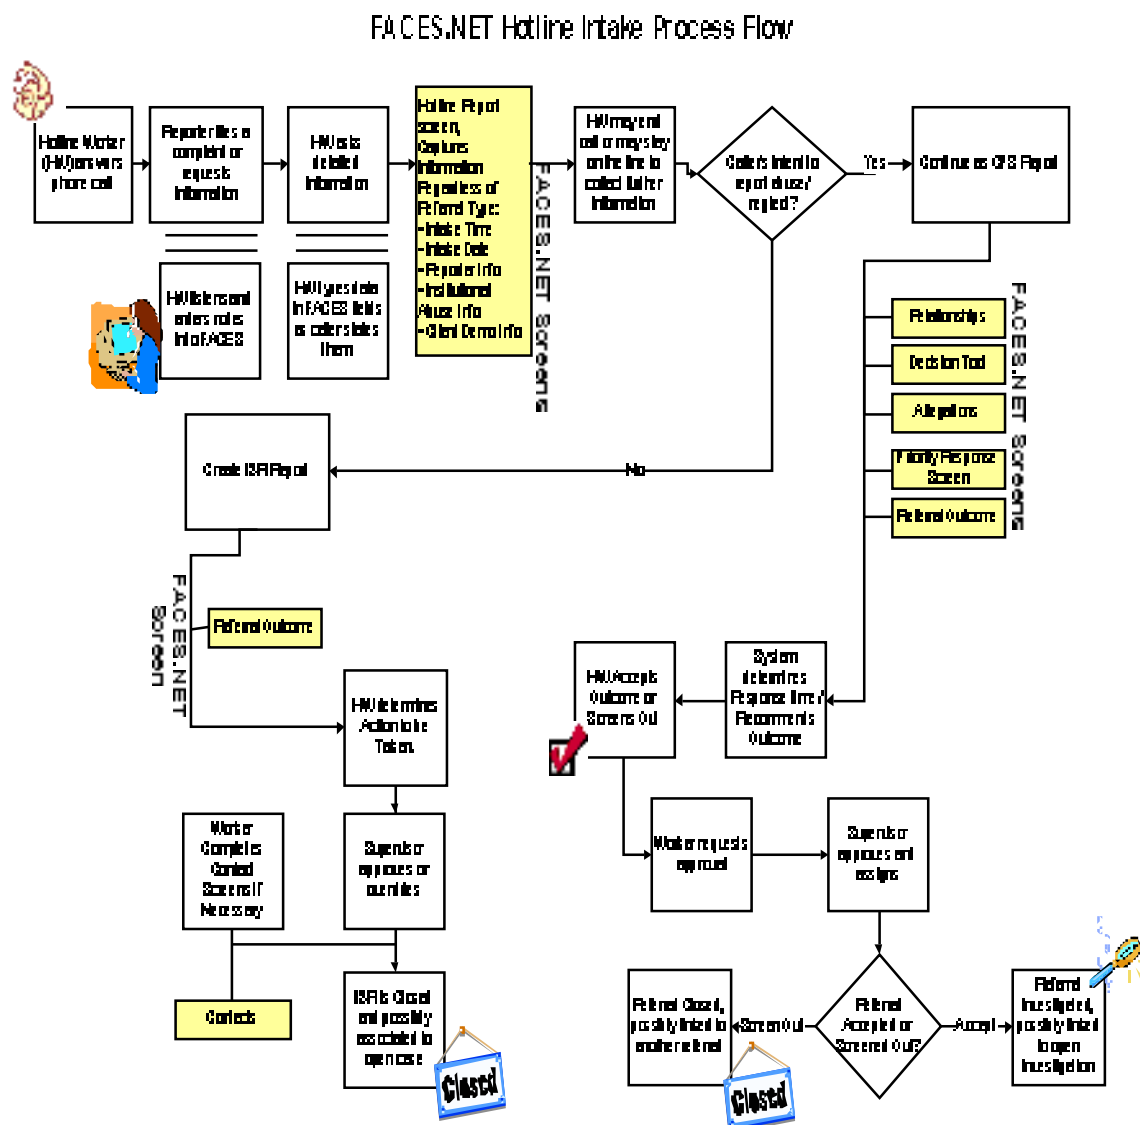 FACES.NET Hotline Intake Process Flow
Hotline Worker
(HW) answers
phone call
Reporter files a
complaint or
requests
information
HW asks
detailed
information
Hotline Report
screen,
Captures
Information
Regardless of
Referral Type:
- Intake Time
- Intake Date
- Reporter Info
- Institutional
Abuse Info
- Client Demo Info
FACES.NET Screens
HW may end
call or may stay
on the line to
collect further
information
Caller's intent to
report abuse/
neglect?
Yes
Continue as CPS Report
HW listens and
enters notes
into FACES
HW types data
in FACES fields
as caller states
them
Relationships
Decision Tool
Allegations
Priority Response
Screen
Referral Outcome
FACES.NET Screens
Create I&R Report
No
FACES.NET
Screen
Referral Outcome
HW determines
Action to be
Taken.
HW Accepts
Outcome or
Screens Out
System
determines
Response time/
Recommends
Outcome
Worker
Completes
Contact
Screens if
Necessary
Supervisor
approves or
overrides
Worker requests
approval
Supervisor
approves and
assigns
Contacts
I&R is Closed
and possibly
associated to
open case
Closed
Referral Closed,
possibly linked to
another referral
Closed
Screen Out
Referral
Accepted or
Screened Out?
Accept
Referral
Investigated,
possibly linked
to open
investigation